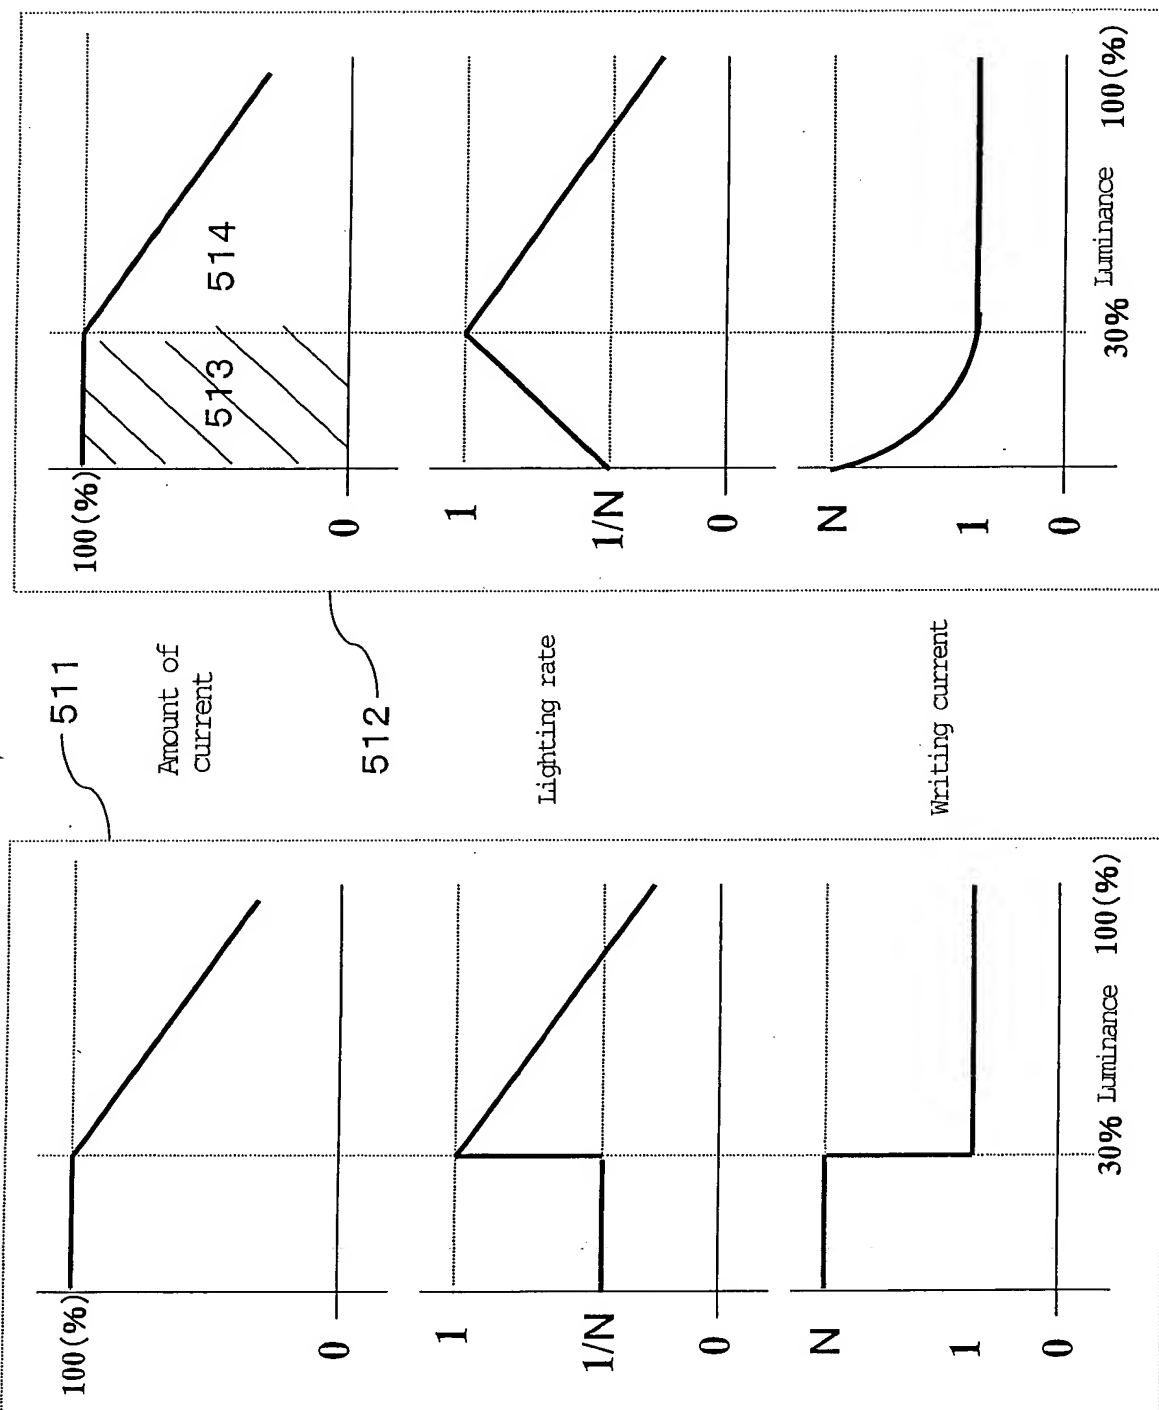 511
Amount of
current
512
Lighting rate
Writing current
100(%)
0
1
1/N
0
N
1
0
30% Luminance 100(%)
100(%)
0
513
514
1
1/N
0
N
1
0
30% Luminance 100(%)